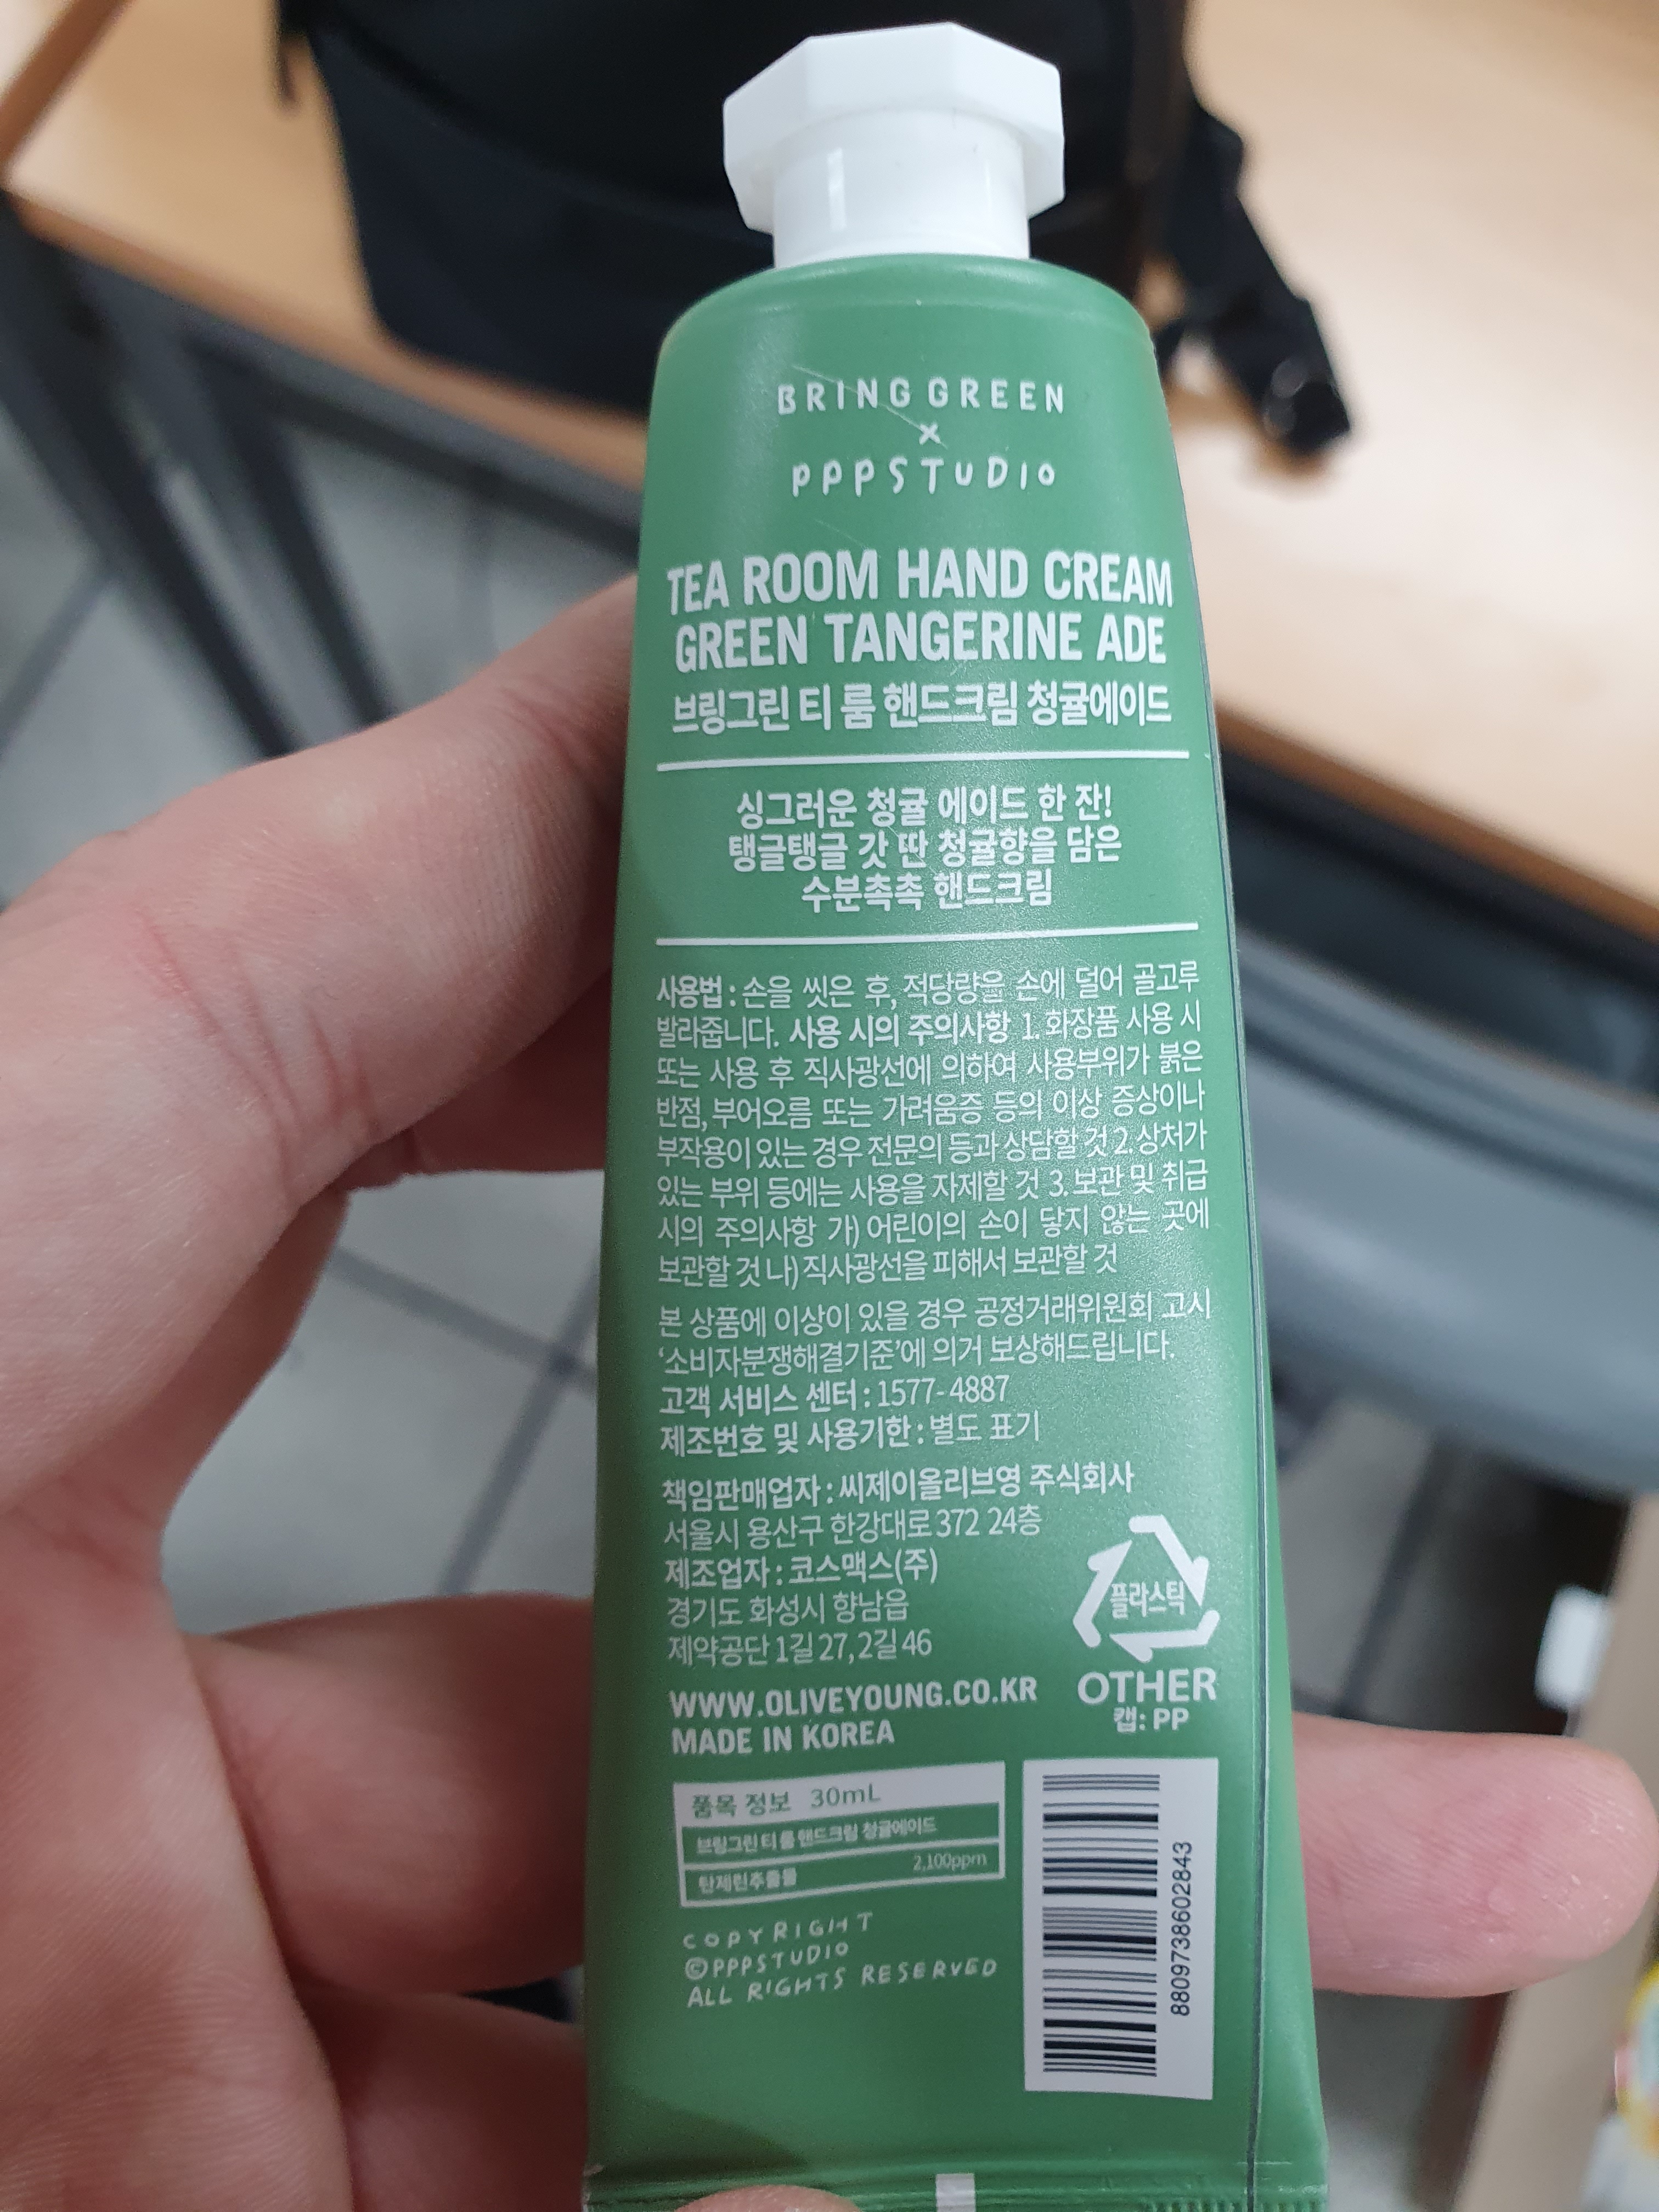 BRING GREEN
×
PPPSTUDIO
TEA ROOM HAND CREAM
GREEN TANGERINE ADE
브링그린 티 룸 핸드크림 청귤에이드
싱그러운 청귤 에이드 한 잔!
탱글탱글 갓 딴 청귤향을 담은
수분촉촉 핸드크림
사용법 : 손을 씻은 후, 적당량을 손에 덜어 골고루
발라줍니다. 사용 시의 주의사항 1. 화장품 사용 시
또는 사용 후 직사광선에 의하여 사용부위가 붉은
반점, 부어오름 또는 가려움증 등의 이상 증상이나
부작용이 있는 경우 전문의 등과 상담할 것 2. 상처가
있는 부위 등에는 사용을 자제할 것 3. 보관 및 취급
시의 주의사항 가) 어린이의 손이 닿지 않는 곳에
보관할 것 나) 직사광선을 피해서 보관할 것
본 상품에 이상이 있을 경우 공정거래위원회 고시
‘소비자분쟁해결기준’에 의거 보상해드립니다.
고객 서비스 센터 : 1577-4887
제조번호 및 사용기한 : 별도 표기
책임판매업자 : 씨제이올리브영 주식회사
서울시 용산구 한강대로 372 24층
제조업자 : 코스맥스(주)
경기도 화성시 향남읍
제약공단 1길 27, 2길 46
WWW.OLIVEYOUNG.CO.KR
MADE IN KOREA
플라스틱
OTHER
캡: PP
품목 정보 30mL
브링그린 티 룸 핸드크림 청귤에이드
탄제린추출물 2,100ppm
COPYRIGHT
©PPPSTUDIO
ALL RIGHTS RESERVED
8809738602843